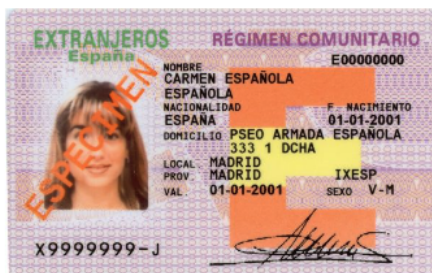 EXTRANJEROS
España
RÉGIMEN COMUNITARIO
E00000000
NOMBRE
CARMEN ESPAÑOLA
ESPAÑOLA
NACIONALIDAD F. NACIMIENTO
ESPAÑA 01-01-2001
DOMICILIO PSEO ARMADA ESPAÑOLA
333 1 DCHA
LOCAL. MADRID
PROV. MADRID IXESP
VAL. 01-01-2001 SEXO V-M
ESPECIMEN
X9999999-J